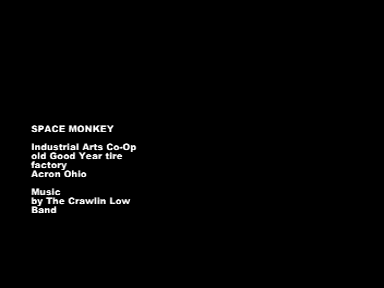 SPACE MONKEY
Industrial Arts Co-Op
old Good Year tire
factory
Acron Ohio
Music
by The Crawlin Low
Band